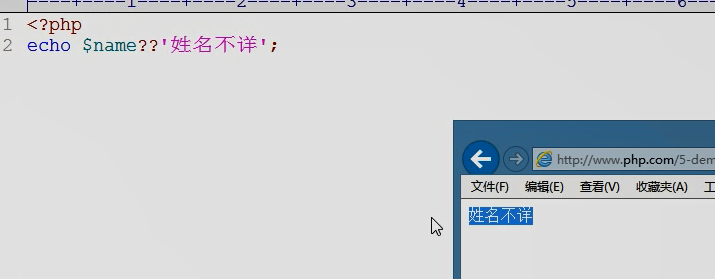 ----+----1----+----2----+----3----+----4----+----5----+----6--
1 <?php
2 echo $name??'姓名不详';
http://www.php.com/5-dem
文件(F) 编辑(E) 查看(V) 收藏夹(A)
姓名不详